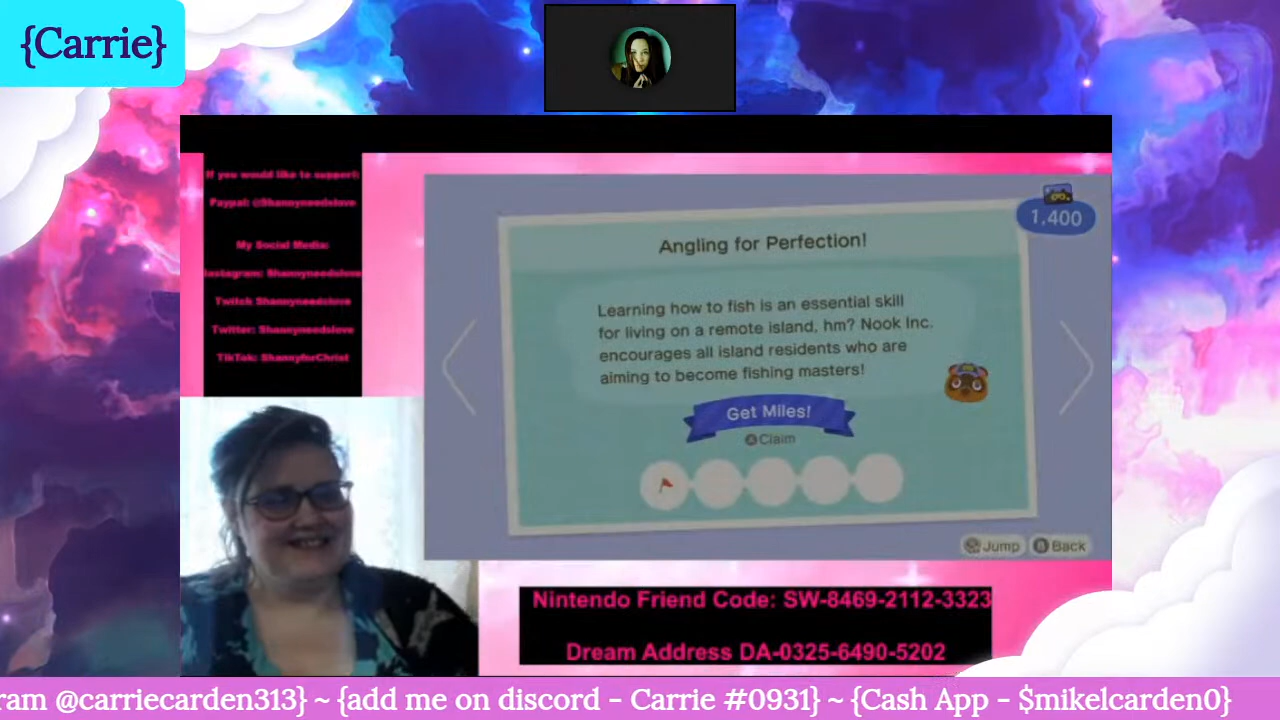 {Carrie}
If you would like to support:
Paypal: @Shannyneedslove
My Social Media:
Instagram: Shannyneedslove
Twitch Shannyneedslove
Twitter: Shannyneedslove
TikTok: ShannyforChrist
1,400
Angling for Perfection!
Learning how to fish is an essential skill
for living on a remote island, hm? Nook Inc.
encourages all island residents who are
aiming to become fishing masters!
Get Miles!
A Claim
Jump B Back
Nintendo Friend Code: SW-8469-2112-3323
Dream Address DA-0325-6490-5202
ram @carriecarden313} ~ {add me on discord - Carrie #0931} ~ {Cash App - $mikelcarden0}